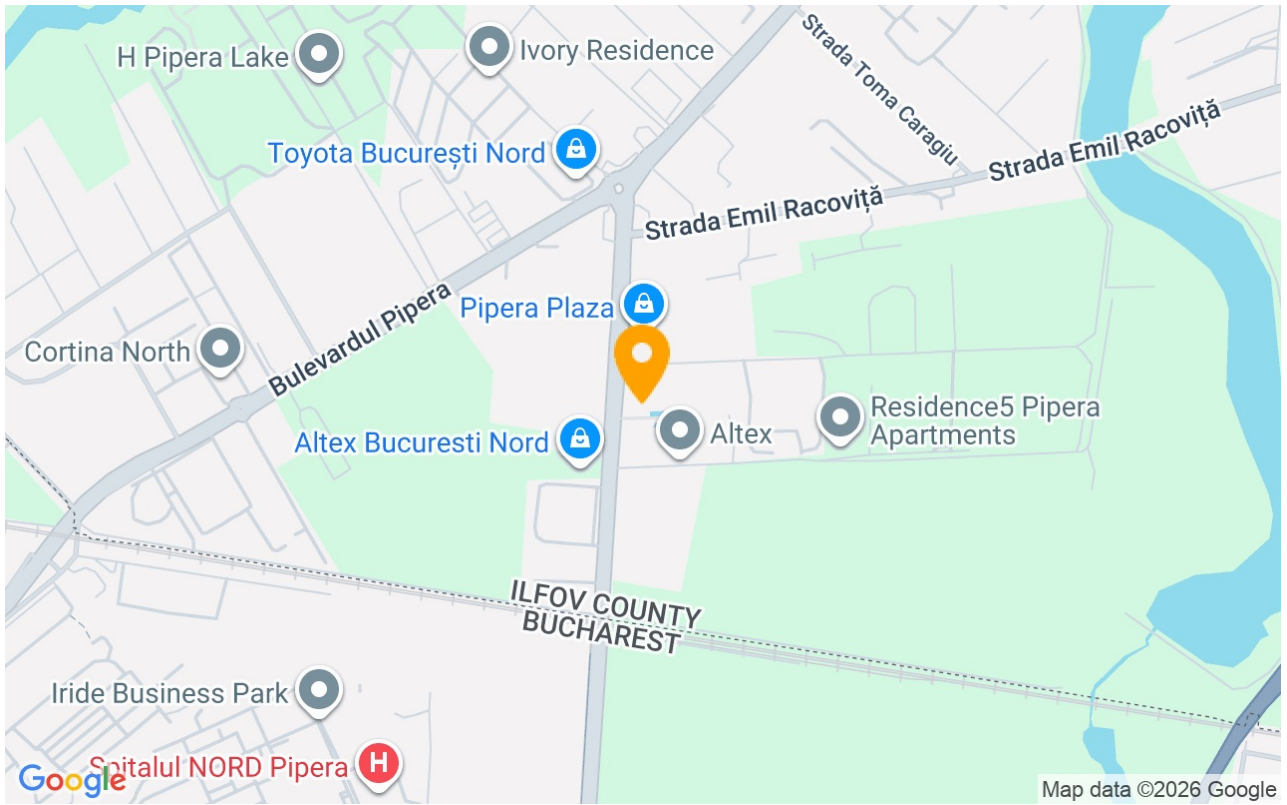 Ivory Residence
H Pipera Lake
Strada Toma Caragiu
Strada Emil Racoviță
Toyota București Nord
Strada Emil Racoviță
Pipera Plaza
Bulevardul Pipera
Cortina North
Residence5 Pipera
Apartments
Altex
Altex Bucuresti Nord
ILFOV COUNTY
BUCHAREST
Iride Business Park
Spitalul NORD Pipera
H
Google
Map data ©2026 Google